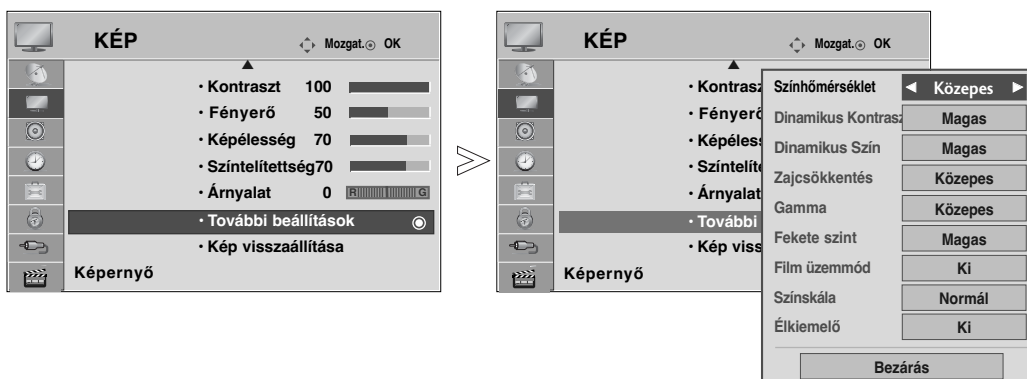 KÉP
Mozgat. OK
· Kontraszt 100
· Fényerő 50
· Képélesség 70
· Színtelítettség70
· Árnyalat 0 R G
· További beállítások
· Kép visszaállítása
Képernyő
KÉP
Mozgat. OK
· Kontrasz
· Fényerő
· Képéles
· Színtelíte
· Árnyalat
· További
· Kép viss
Képernyő
Színhőmérséklet Közepes
Dinamikus Kontrasz Magas
Dinamikus Szín Magas
Zajcsökkentés Közepes
Gamma Közepes
Fekete szint Magas
Film üzemmód Ki
Színskála Normál
Élkiemelő Ki
Bezárás